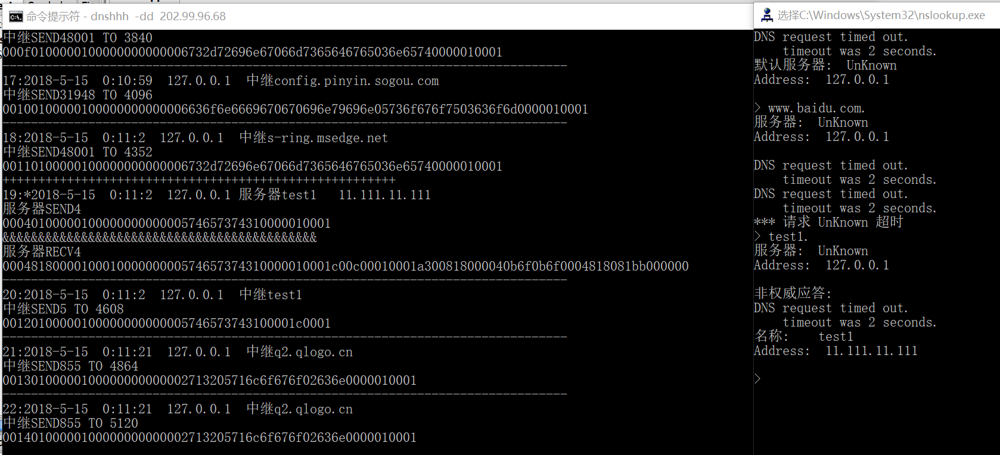 命令提示符 - dnshhh  -dd  202.99.96.68
中继SEND48001 TO 3840
000f0100000100000000000006732d72696e67066d7365646765036e65740000010001
-------------------------------------------------------------------------------
17:2018-5-15  0:10:59  127.0.0.1  中继config.pinyin.sogou.com
中继SEND31948 TO 4096
00100100000100000000000006636f6e6669670670696e79696e05736f676f7503636f6d0000010001
-------------------------------------------------------------------------------
18:2018-5-15  0:11:2  127.0.0.1  中继s-ring.msedge.net
中继SEND48001 TO 4352
00110100000100000000000006732d72696e67066d7365646765036e65740000010001
+++++++++++++++++++++++++++++++++++++++++++++++++++++++
19:*2018-5-15  0:11:2  127.0.0.1 服务器test1   11.111.11.111
服务器SEND4
0004010000010000000000000574657374310000010001
&&&&&&&&&&&&&&&&&&&&&&&&&&&&&&&&&&&&&&&&&&&&
服务器RECV4
0004818000010001000000000574657374310000010001c00c00010001a300818000040b6f0b6f0004818081bb000000
-------------------------------------------------------------------------------
20:2018-5-15  0:11:2  127.0.0.1  中继test1
中继SEND5 TO 4608
00120100000100000000000005746573743100001c0001
-------------------------------------------------------------------------------
21:2018-5-15  0:11:21  127.0.0.1  中继q2.qlogo.cn
中继SEND855 TO 4864
00130100000100000000000002713205716c6f676f02636e0000010001
-------------------------------------------------------------------------------
22:2018-5-15  0:11:21  127.0.0.1  中继q2.qlogo.cn
中继SEND855 TO 5120
00140100000100000000000002713205716c6f676f02636e0000010001
选择C:\Windows\System32\nslookup.exe
DNS request timed out.
    timeout was 2 seconds.
默认服务器:  UnKnown
Address:  127.0.0.1
> www.baidu.com.
服务器:  UnKnown
Address:  127.0.0.1
DNS request timed out.
    timeout was 2 seconds.
DNS request timed out.
    timeout was 2 seconds.
*** 请求 UnKnown 超时
> test1.
服务器:  UnKnown
Address:  127.0.0.1
非权威应答:
DNS request timed out.
    timeout was 2 seconds.
名称:    test1
Address:  11.111.11.111
>